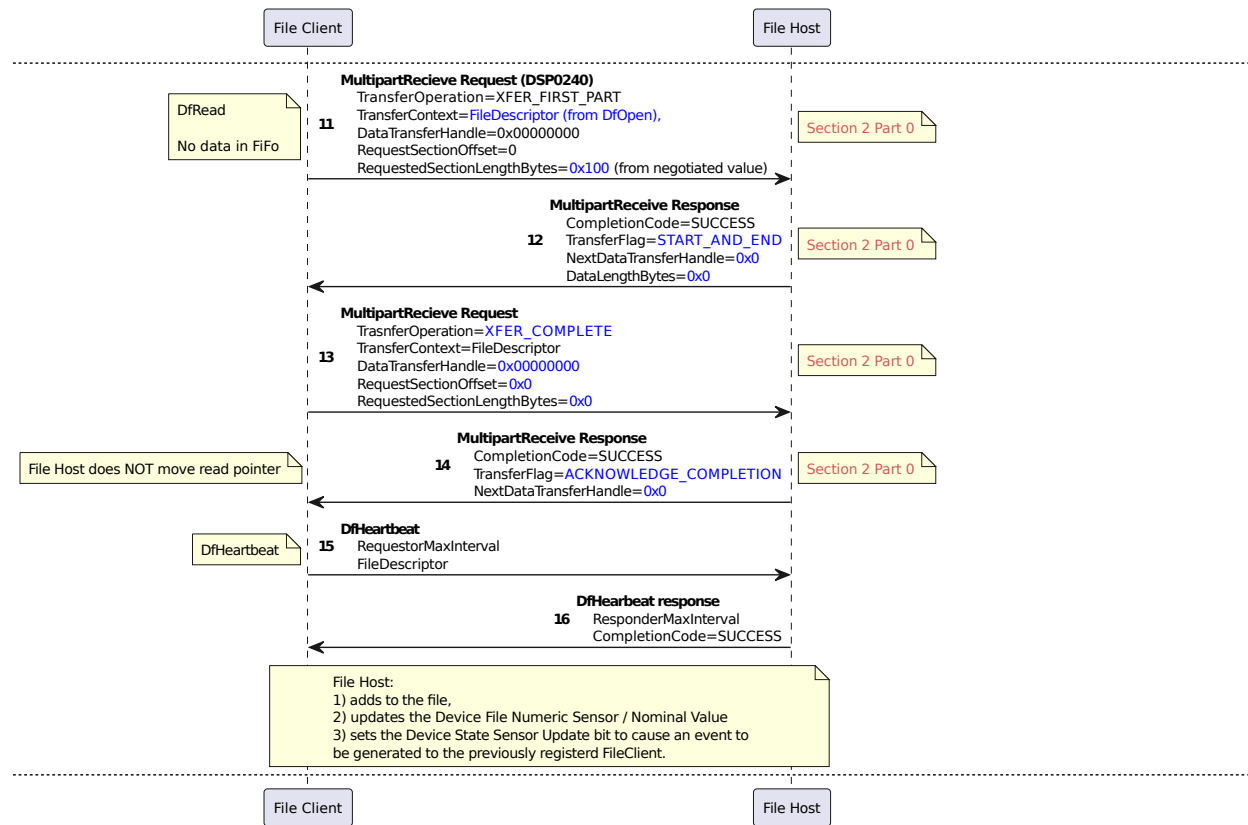 File Client
File Host
MultipartRecieve Request (DSP0240)
TransferOperation=XFER_FIRST_PART
DfRead
TransferContext=FileDescriptor (from DfOpen),
11
Section 2 Part 0
DataTransferHandle=0x00000000
No data in FiFo
RequestSectionOffset=0
RequestedSectionLengthBytes=0x100 (from negotiated value)
MultipartReceive Response
CompletionCode=SUCCESS
12
TransferFlag=START_AND_END
Section 2 Part 0
NextDataTransferHandle=0x0
DataLengthBytes=0x0
MultipartRecieve Request
TrasnferOperation=XFER_COMPLETE
TransferContext=FileDescriptor
13
Section 2 Part 0
DataTransferHandle=0x00000000
RequestSectionOffset=0x0
RequestedSectionLengthBytes=0x0
MultipartReceive Response
CompletionCode=SUCCESS
File Host does NOT move read pointer
14
Section 2 Part 0
TransferFlag=ACKNOWLEDGE_COMPLETION
NextDataTransferHandle=0x0
DfHeartbeat
DfHeartbeat
15
RequestorMaxInterval
FileDescriptor
DfHearbeat response
16
ResponderMaxInterval
CompletionCode=SUCCESS
File Host:
1) adds to the file,
2) updates the Device File Numeric Sensor / Nominal Value
3) sets the Device State Sensor Update bit to cause an event to
be generated to the previously registerd FileClient.
File Client
File Host